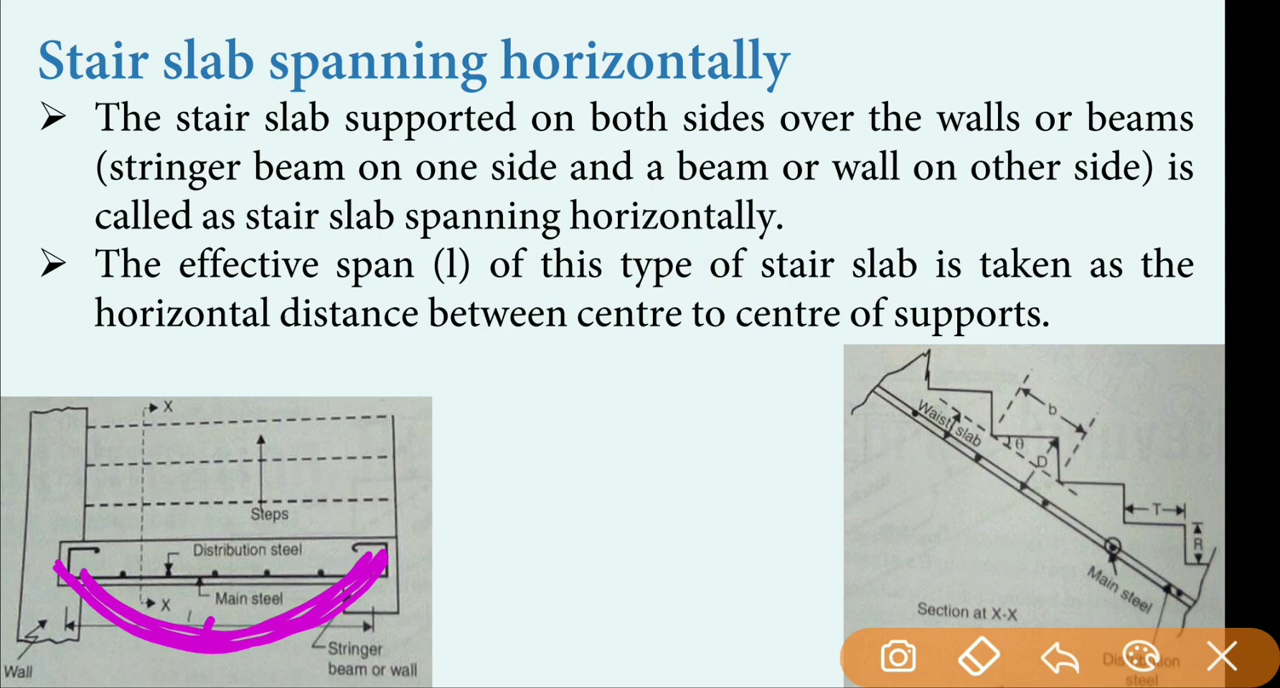 Stair slab spanning horizontally
➢ The stair slab supported on both sides over the walls or beams
(stringer beam on one side and a beam or wall on other side) is
called as stair slab spanning horizontally.
➢ The effective span (l) of this type of stair slab is taken as the
horizontal distance between centre to centre of supports.
X
Steps
Distribution steel
Main steel
X
l
Stringer
beam or wall
Wall
b
Waist slab
θ
D
T
R
Main steel
Section at X-X
Distribution
steel